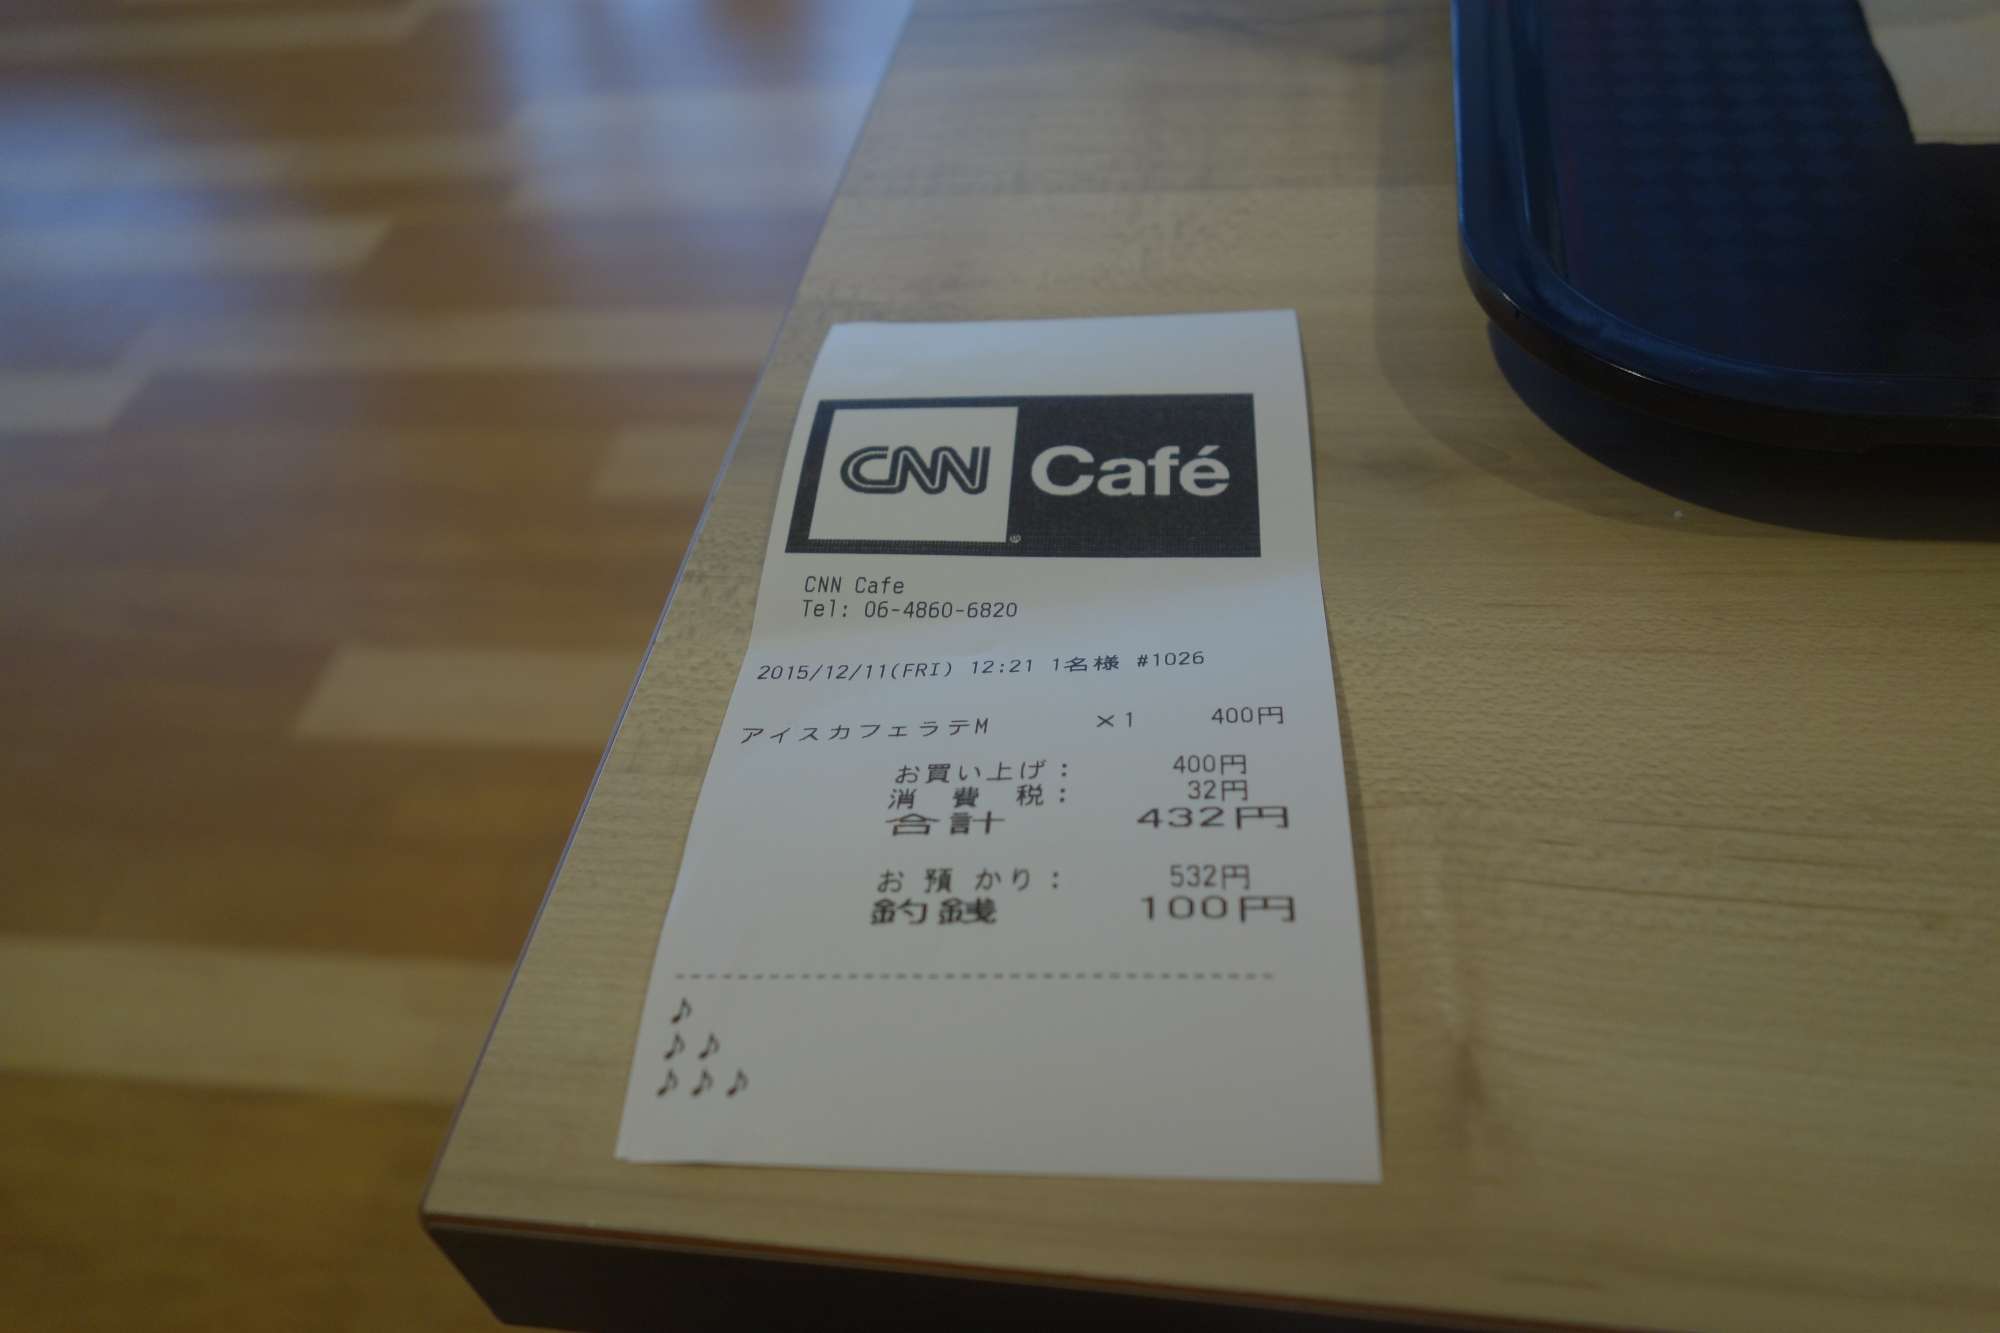 CNN Café
CNN Cafe
Tel: 06-4860-6820
2015/12/11(FRI) 12:21 1名様 #1026
アイスカフェラテM ×1 400円
お買い上げ: 400円
消 費 税: 32円
合計 432円
お預かり: 532円
釣銭 100円
♪
♪♪
♪♪♪